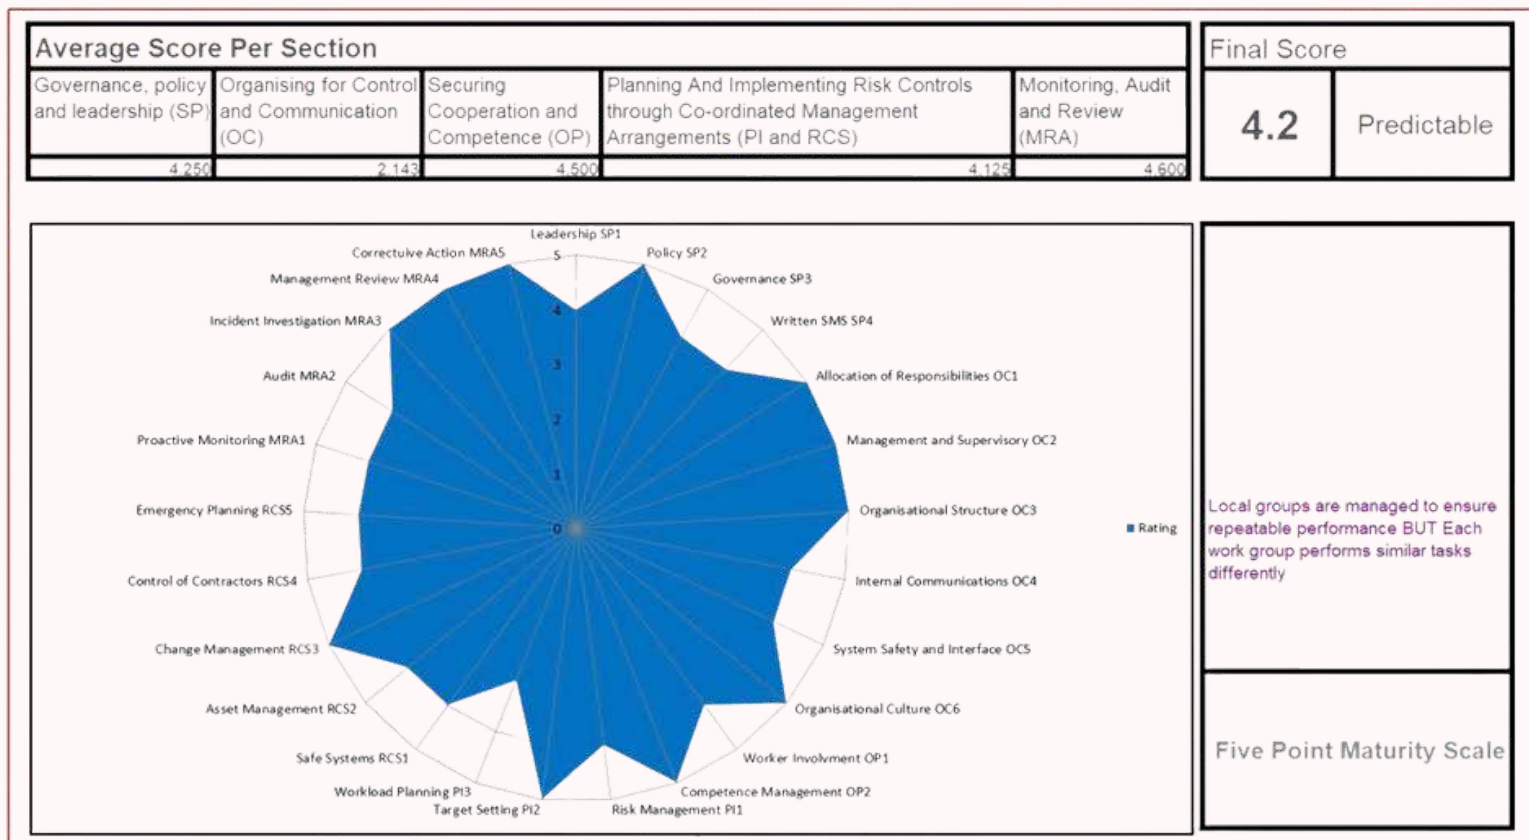 Average Score Per Section
Governance, policy
and leadership (SP)
Organising for Control
and Communication
(OC)
Securing
Cooperation and
Competence (OP)
Planning And Implementing Risk Controls
through Co-ordinated Management
Arrangements (PI and RCS)
Monitoring, Audit
and Review
(MRA)
4.250
2.143
4.500
4.125
4.600
Final Score
4.2
Predictable
Leadership SP1
Policy SP2
Governance SP3
Written SMS SP4
Allocation of Responsibilities OC1
Management and Supervisory OC2
Organisational Structure OC3
Internal Communications OC4
System Safety and Interface OC5
Organisational Culture OC6
Worker Involvment OP1
Competence Management OP2
Risk Management PI1
Target Setting PI2
Workload Planning PI3
Safe Systems RCS1
Asset Management RCS2
Change Management RCS3
Control of Contractors RCS4
Emergency Planning RCS5
Proactive Monitoring MRA1
Audit MRA2
Incident Investigation MRA3
Management Review MRA4
Correctuive Action MRA5
5
4
3
2
1
0
Rating
Local groups are managed to ensure
repeatable performance BUT Each
work group performs similar tasks
differently
Five Point Maturity Scale